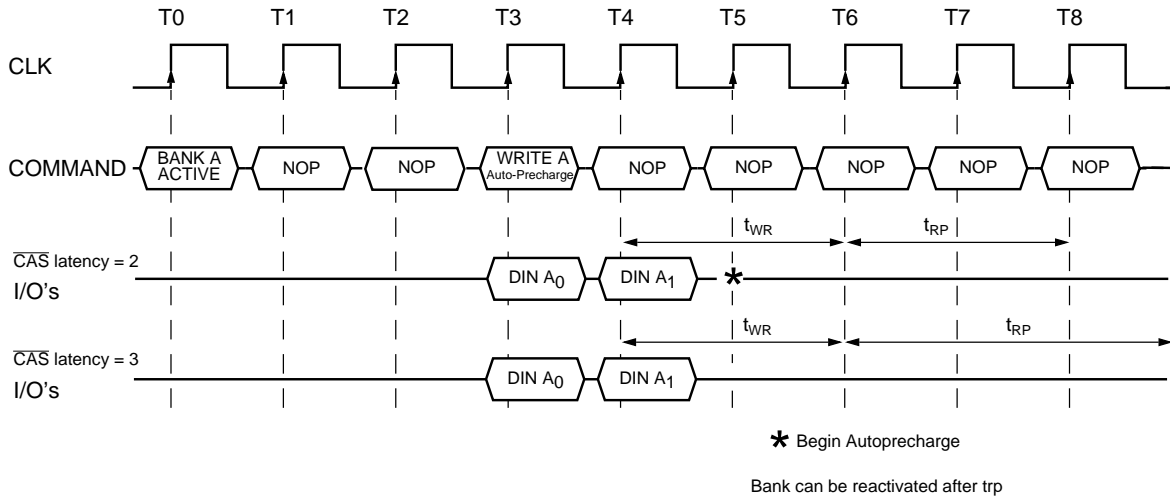 T0 T1 T2 T3 T4 T5 T6 T7 T8
CLK
COMMAND
BANK A
ACTIVE
NOP
NOP
WRITE A
Auto-Precharge
NOP
NOP
NOP
NOP
NOP
tWR
tRP
CAS latency = 2
I/O's
DIN A0
DIN A1
*
tWR
tRP
CAS latency = 3
I/O's
DIN A0
DIN A1
* Begin Autoprecharge
Bank can be reactivated after trp